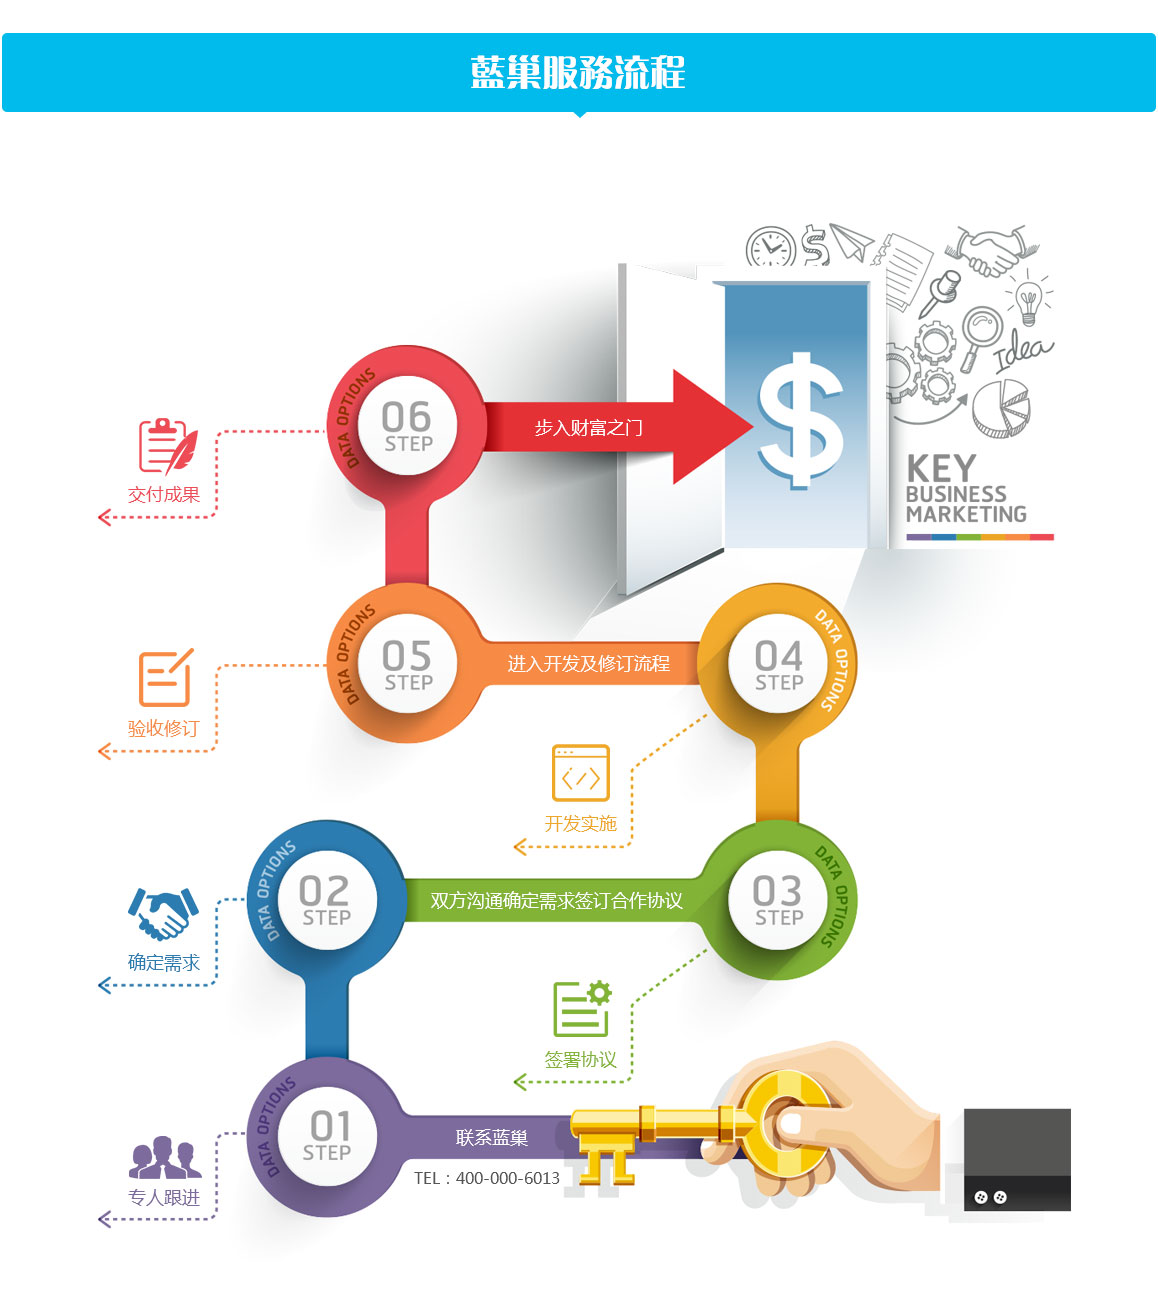 藍巢服務流程
Idea
KEY
BUSINESS
MARKETING
DATA OPTIONS
06
STEP
步入财富之门
交付成果
DATA OPTIONS
05
STEP
进入开发及修订流程
04
STEP
DATA OPTIONS
验收修订
开发实施
DATA OPTIONS
02
STEP
双方沟通确定需求签订合作协议
03
STEP
DATA OPTIONS
确定需求
签署协议
DATA OPTIONS
01
STEP
联系蓝巢
TEL：400-000-6013
专人跟进